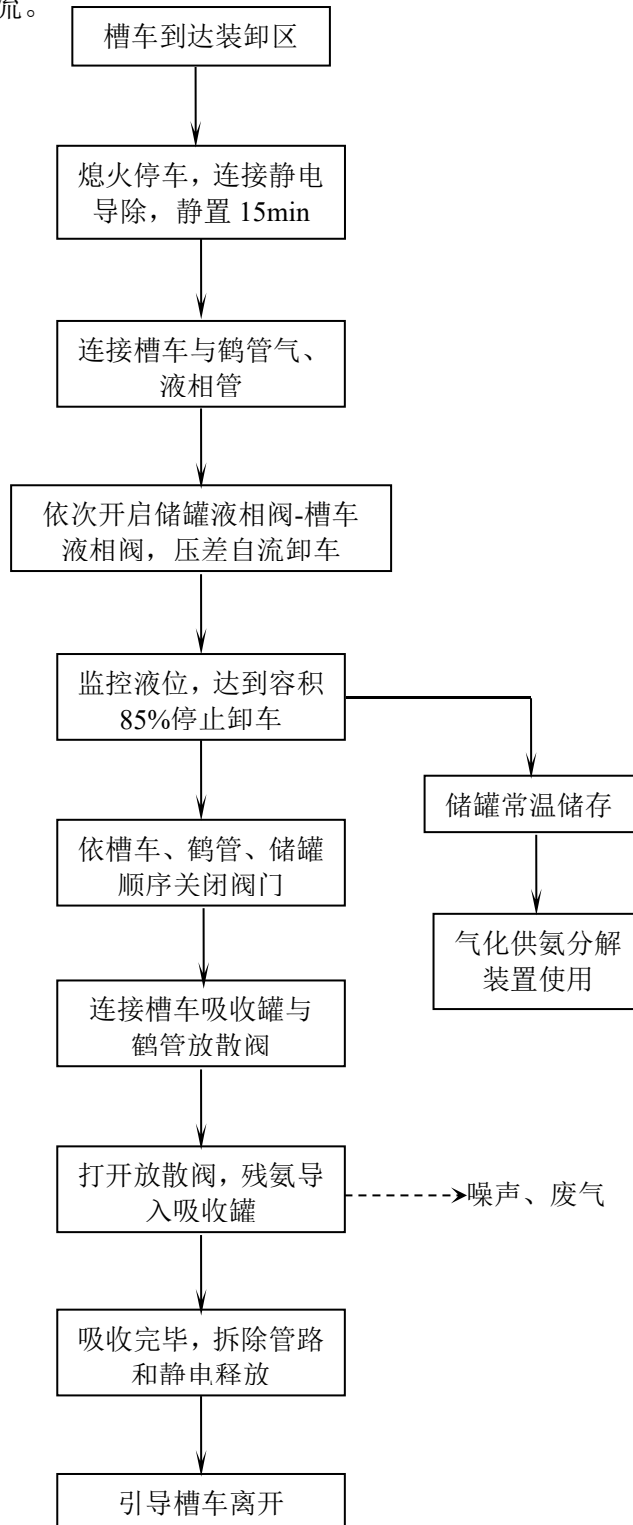 流。
槽车到达装卸区
熄火停车，连接静电
导除，静置 15min
连接槽车与鹤管气、
液相管
依次开启储罐液相阀-槽车
液相阀，压差自流卸车
监控液位，达到容积
85%停止卸车
储罐常温储存
依槽车、鹤管、储罐
顺序关闭阀门
气化供氨分解
装置使用
连接槽车吸收罐与
鹤管放散阀
打开放散阀，残氨导
入吸收罐
噪声、废气
吸收完毕，拆除管路
和静电释放
引导槽车离开